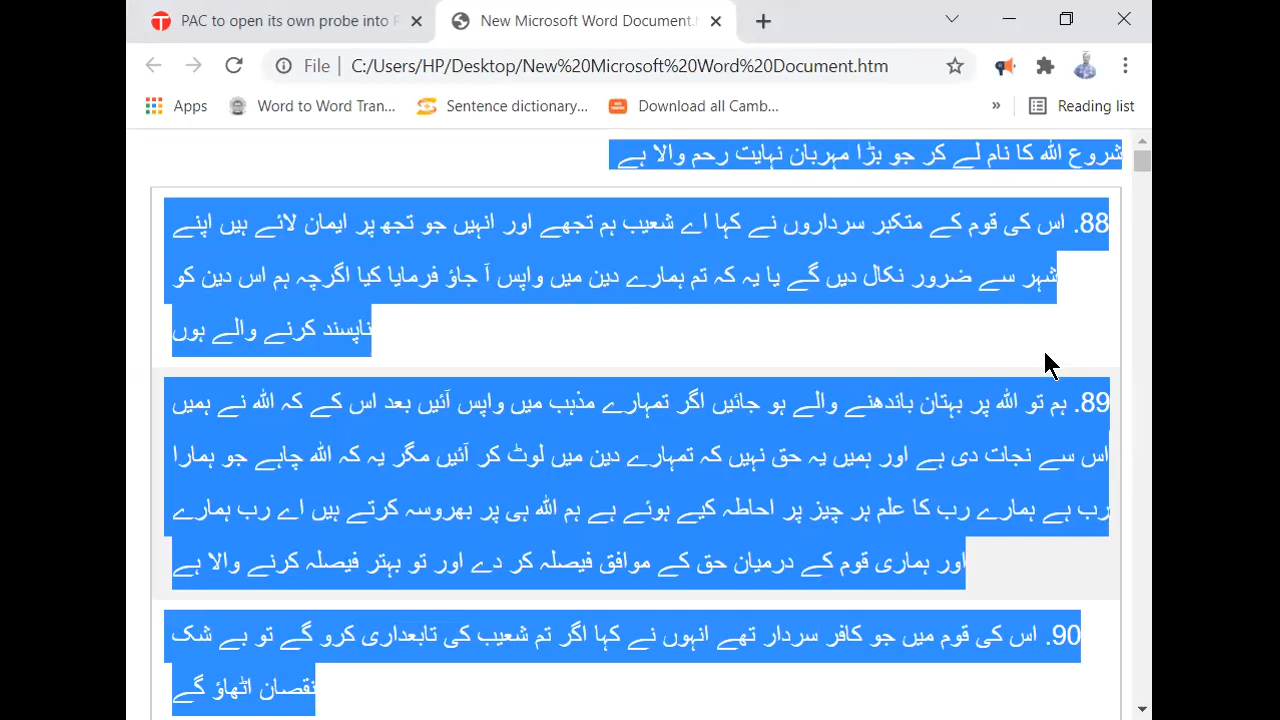 PAC to open its own probe into
New Microsoft Word Document.
File
C:/Users/HP/Desktop/New%20Microsoft%20Word%20Document.htm
Apps
Word to Word Tran...
Sentence dictionary...
Download all Camb...
»
Reading list
شروع الله کا نام لے کر جو بڑا مہربان نہایت رحم والا ہے
88. اس کی قوم کے متکبر سرداروں نے کہا اے شعیب ہم تجھے اور انہیں جو تجھ پر ایمان لائے ہیں اپنے
شہر سے ضرور نکال دیں گے یا یہ کہ تم ہمارے دین میں واپس آ جاؤ فرمایا کیا اگرچہ ہم اس دین کو
ناپسند کرنے والے ہوں
89. ہم تو الله پر بہتان باندھنے والے ہو جائیں اگر تمہارے مذہب میں واپس آئیں بعد اس کے کہ الله نے ہمیں
اس سے نجات دی ہے اور ہمیں یہ حق نہیں کہ تمہارے دین میں لوٹ کر آئیں مگر یہ کہ الله چاہے جو ہمارا
رب ہے ہمارے رب کا علم ہر چیز پر احاطہ کیے ہوئے ہے ہم الله ہی پر بھروسہ کرتے ہیں اے رب ہمارے
اور ہماری قوم کے درمیان حق کے موافق فیصلہ کر دے اور تو بہتر فیصلہ کرنے والا ہے
90. اس کی قوم میں جو کافر سردار تھے انہوں نے کہا اگر تم شعیب کی تابعداری کرو گے تو بے شک
نقصان اٹھاؤ گے